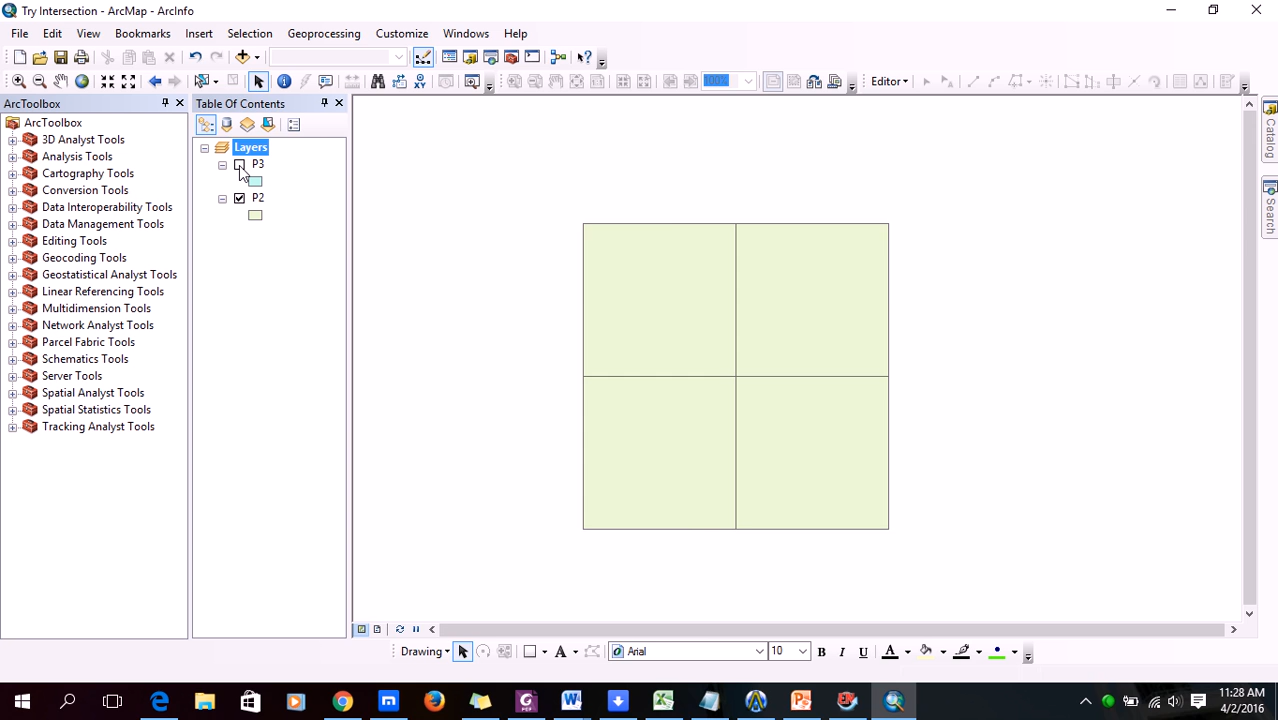 Try Intersection - ArcMap - ArcInfo
File Edit View Bookmarks Insert Selection Geoprocessing Customize Windows Help
100%
Editor
ArcToolbox
ArcToolbox
3D Analyst Tools
Analysis Tools
Cartography Tools
Conversion Tools
Data Interoperability Tools
Data Management Tools
Editing Tools
Geocoding Tools
Geostatistical Analyst Tools
Linear Referencing Tools
Multidimension Tools
Network Analyst Tools
Parcel Fabric Tools
Schematics Tools
Server Tools
Spatial Analyst Tools
Spatial Statistics Tools
Tracking Analyst Tools
Table Of Contents
Layers
P3
P2
Catalog
Search
Drawing A Arial 10 B I U A
11:28 AM
4/2/2016